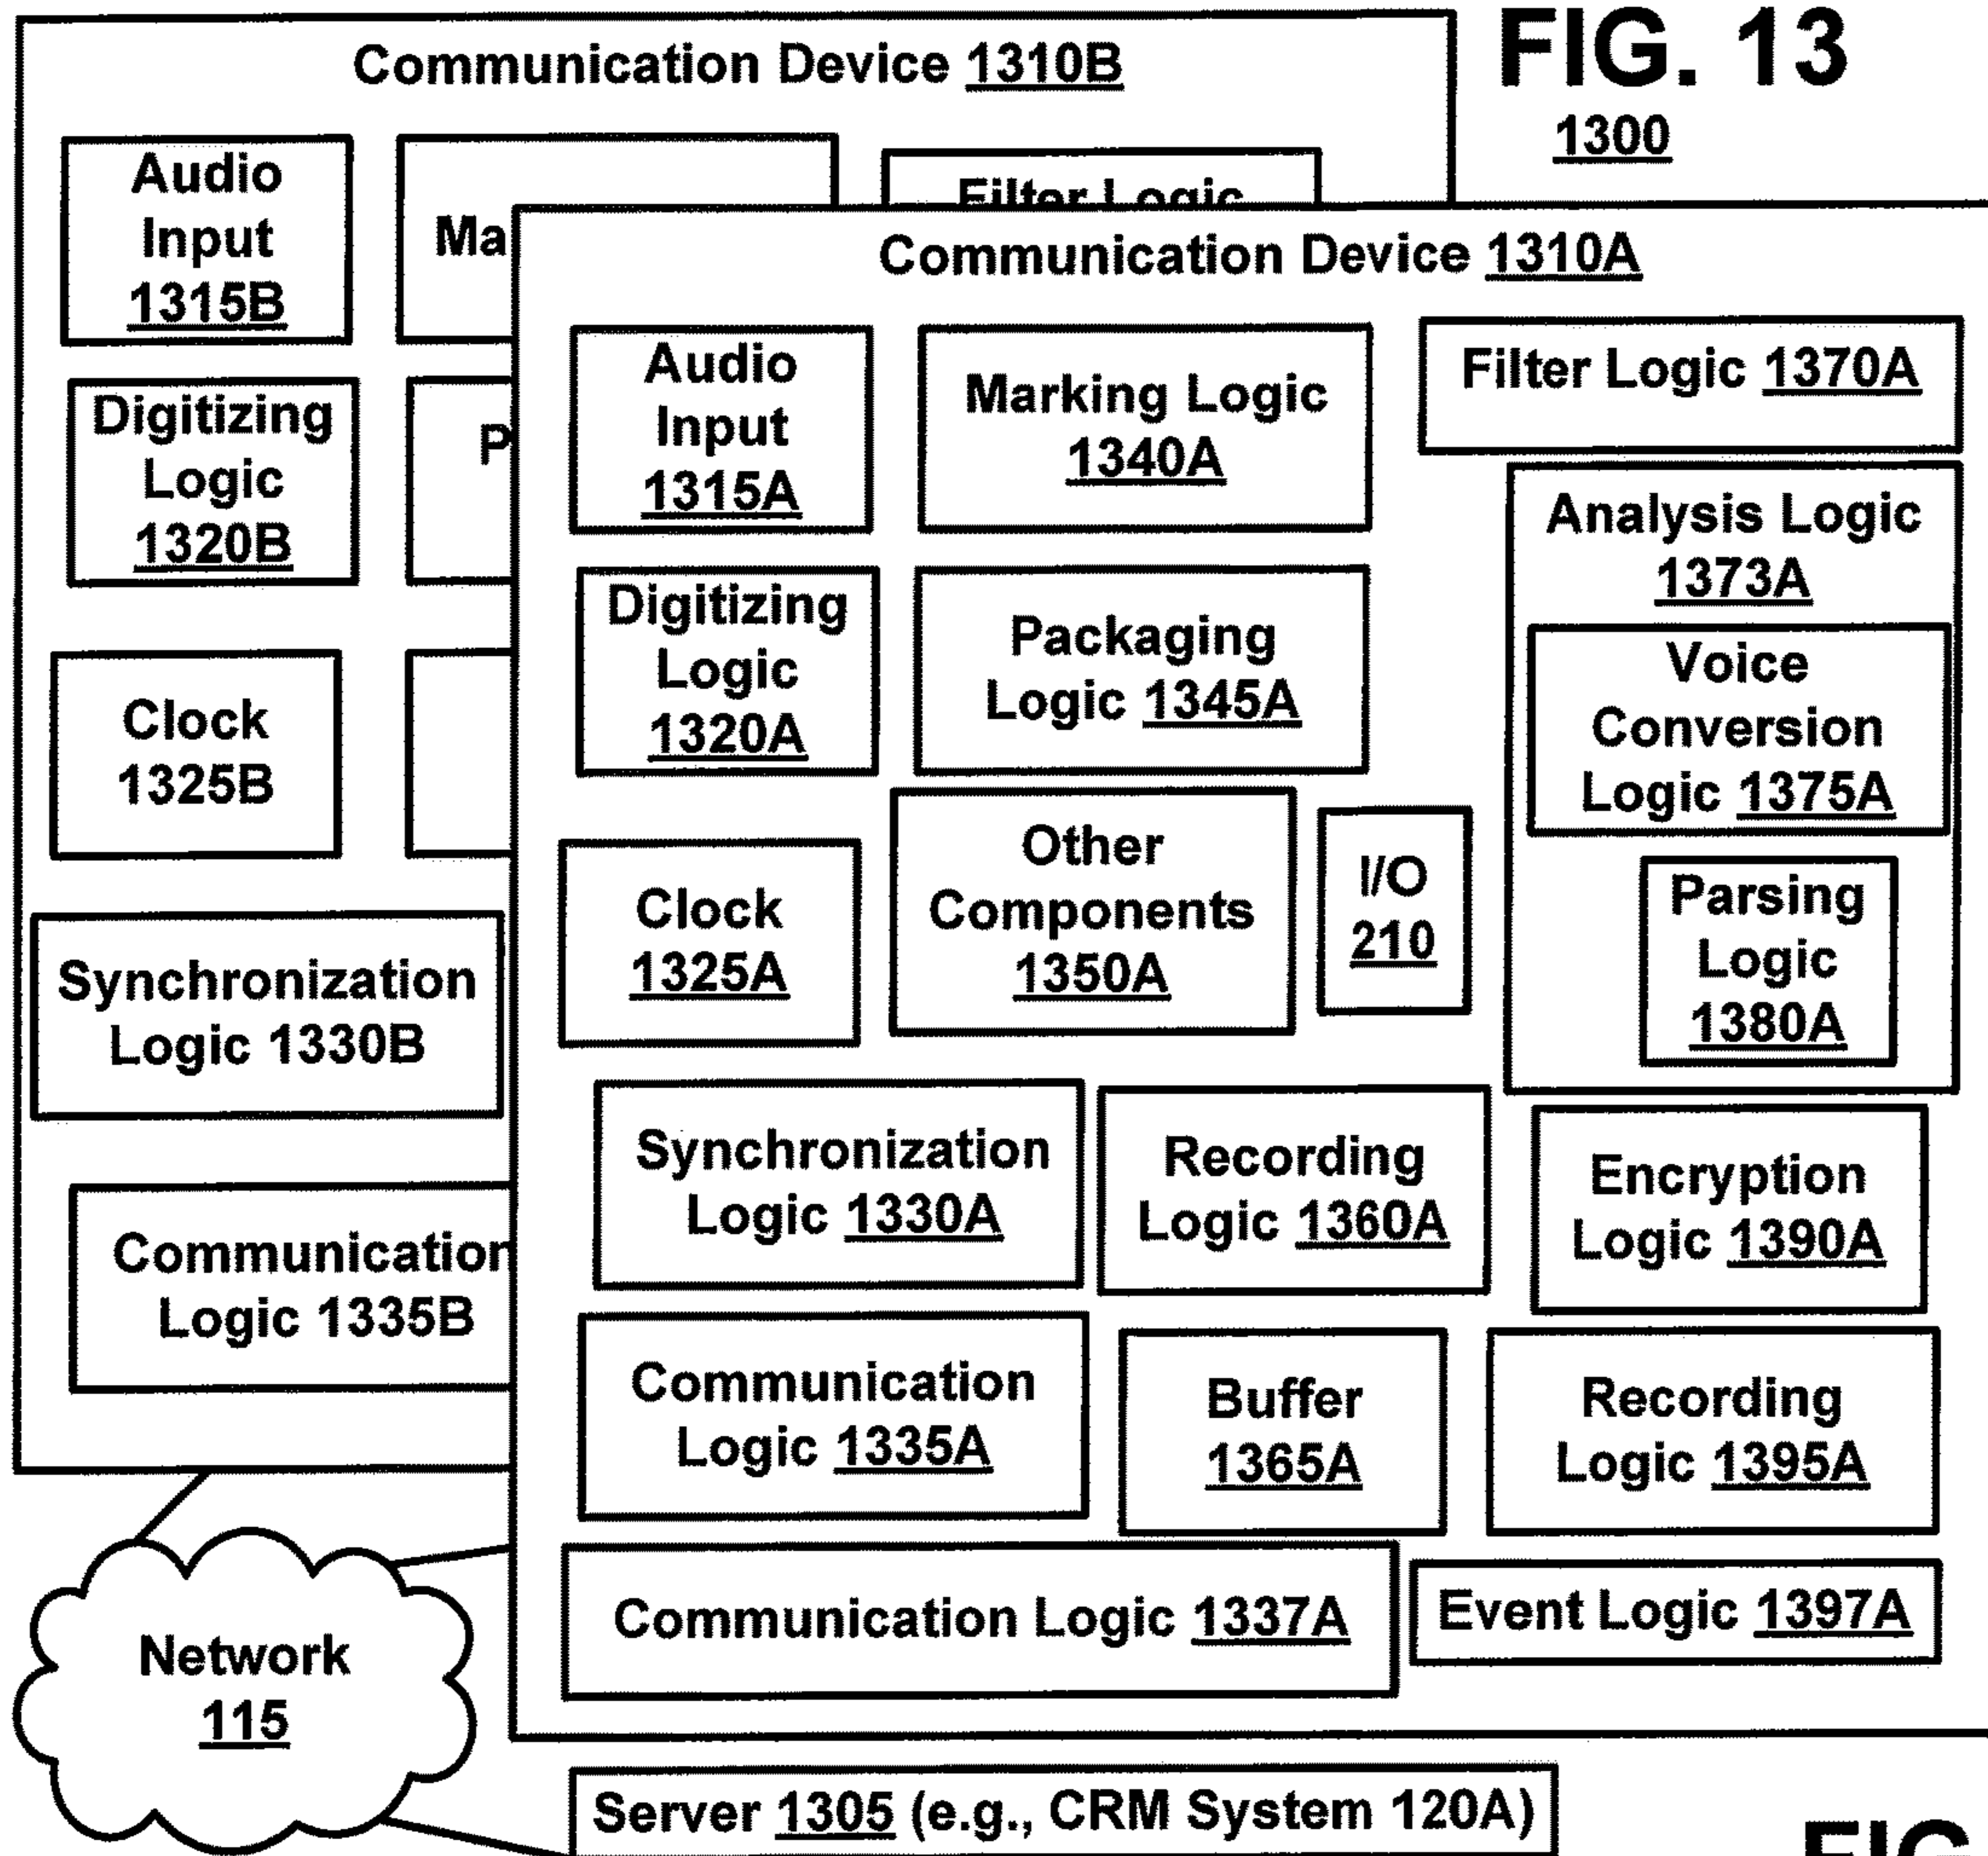 FIG. 13
1300
Communication Device 1310B
Audio
Input
1315B
Filter Logic
Digitizing
Logic
1320B
Clock
1325B
Synchronization
Logic 1330B
Communication
Logic 1335B
Communication Device 1310A
Audio
Input
1315A
Marking Logic
1340A
Filter Logic 1370A
Digitizing
Logic
1320A
Packaging
Logic 1345A
Analysis Logic
1373A
Voice
Conversion
Logic 1375A
Parsing
Logic
1380A
Clock
1325A
Other
Components
1350A
I/O
210
Synchronization
Logic 1330A
Recording
Logic 1360A
Encryption
Logic 1390A
Communication
Logic 1335A
Buffer
1365A
Recording
Logic 1395A
Communication Logic 1337A
Event Logic 1397A
Network
115
Server 1305 (e.g., CRM System 120A)
FIG